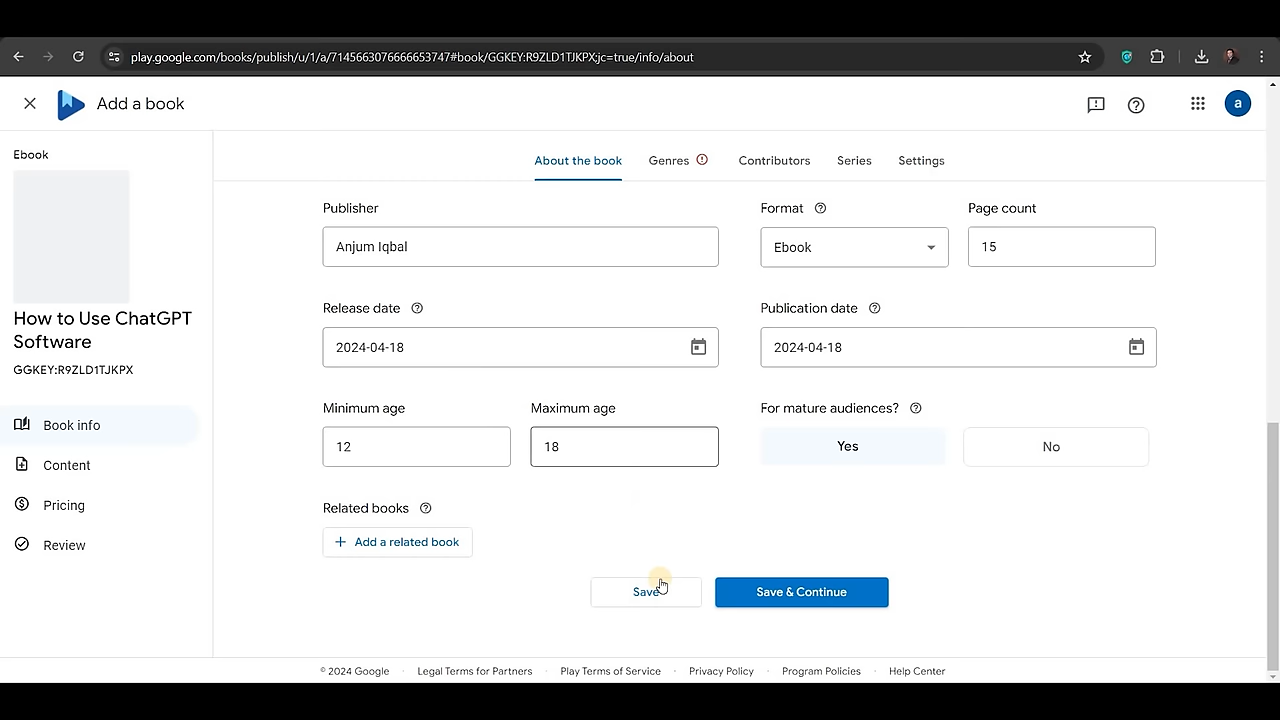 play.google.com/books/publish/u/1/a/7145663076666653747#book/GGKEY:R9ZLD1TJKPX;jc=true/info/about
Add a book
a
Ebook
How to Use ChatGPT
Software
GGKEY:R9ZLD1TJKPX
Book info
Content
Pricing
Review
About the book
Genres
Contributors
Series
Settings
Publisher
Format
Page count
Anjum Iqbal
Ebook
15
Release date
Publication date
2024-04-18
2024-04-18
Minimum age
Maximum age
For mature audiences?
12
18
Yes
No
Related books
+ Add a related book
Save
Save & Continue
© 2024 Google · Legal Terms for Partners · Play Terms of Service · Privacy Policy · Program Policies · Help Center